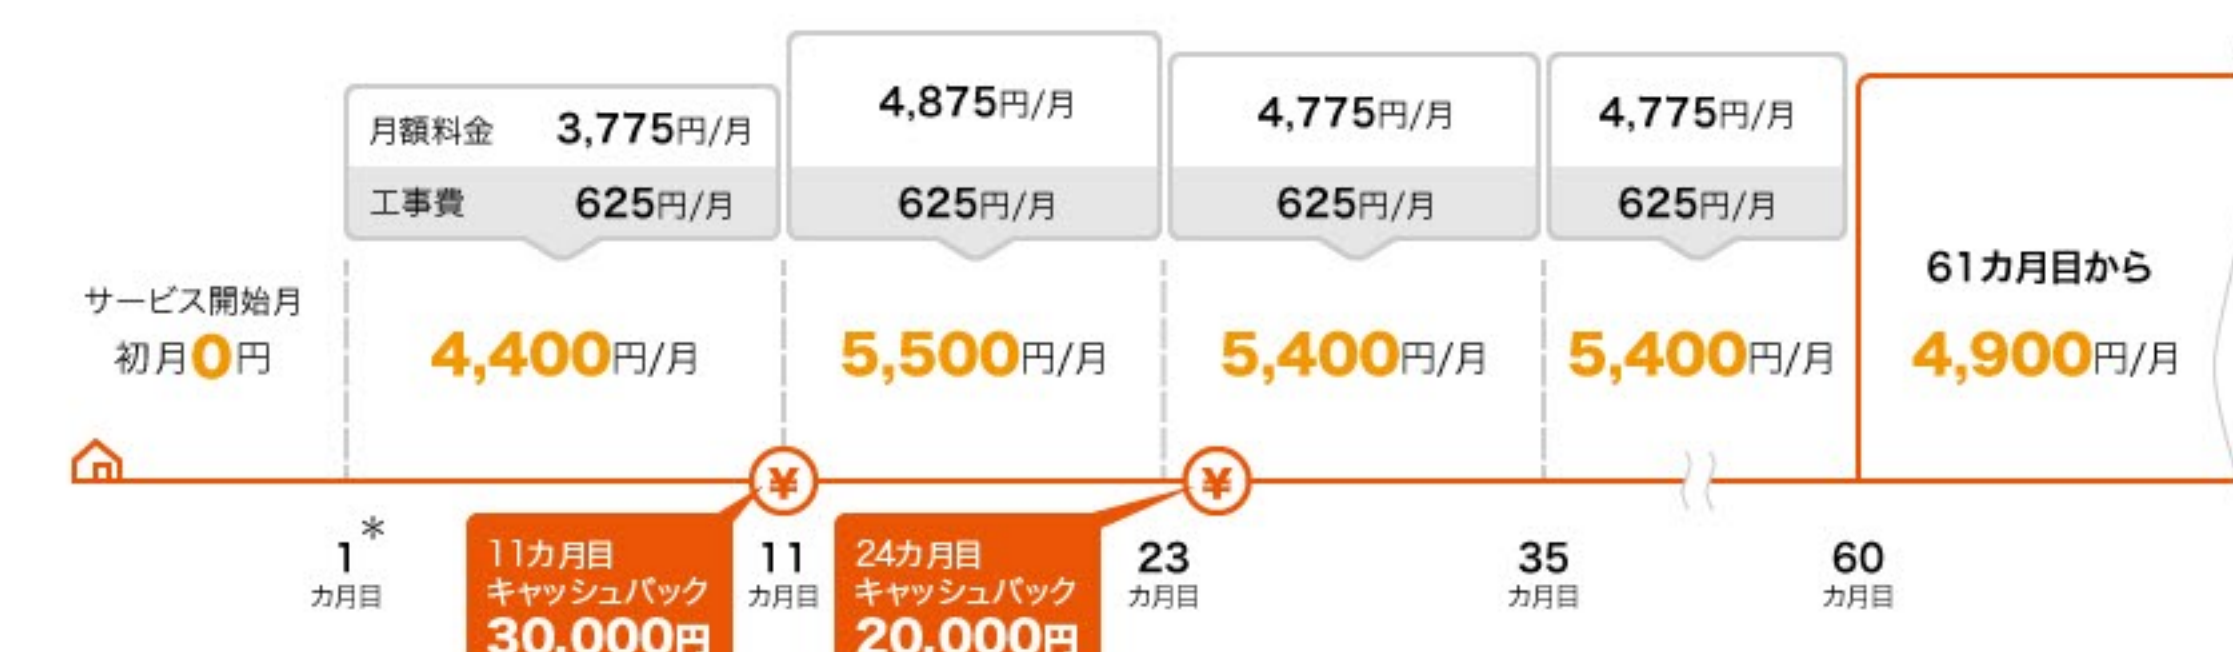 月額料金 3,775円/月
工事費 625円/月
4,875円/月
625円/月
4,775円/月
625円/月
4,775円/月
625円/月
サービス開始月
初月0円
4,400円/月
5,500円/月
5,400円/月
5,400円/月
61カ月目から
4,900円/月
¥
¥
1*
カ月目
11カ月目
キャッシュバック
30,000円
11
カ月目
24カ月目
キャッシュバック
20,000円
23
カ月目
35
カ月目
60
カ月目